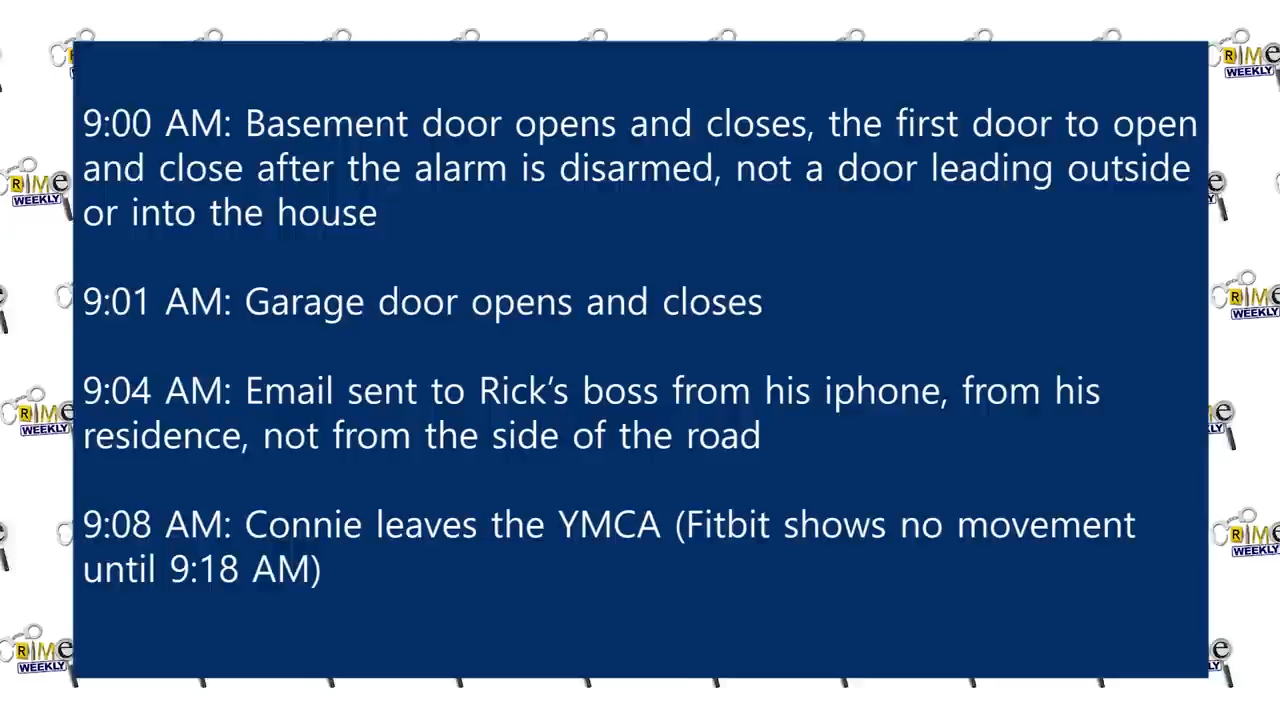 9:00 AM: Basement door opens and closes, the first door to open
and close after the alarm is disarmed, not a door leading outside
or into the house
9:01 AM: Garage door opens and closes
9:04 AM: Email sent to Rick’s boss from his iphone, from his
residence, not from the side of the road
9:08 AM: Connie leaves the YMCA (Fitbit shows no movement
until 9:18 AM)
CRIMe
WEEKLY